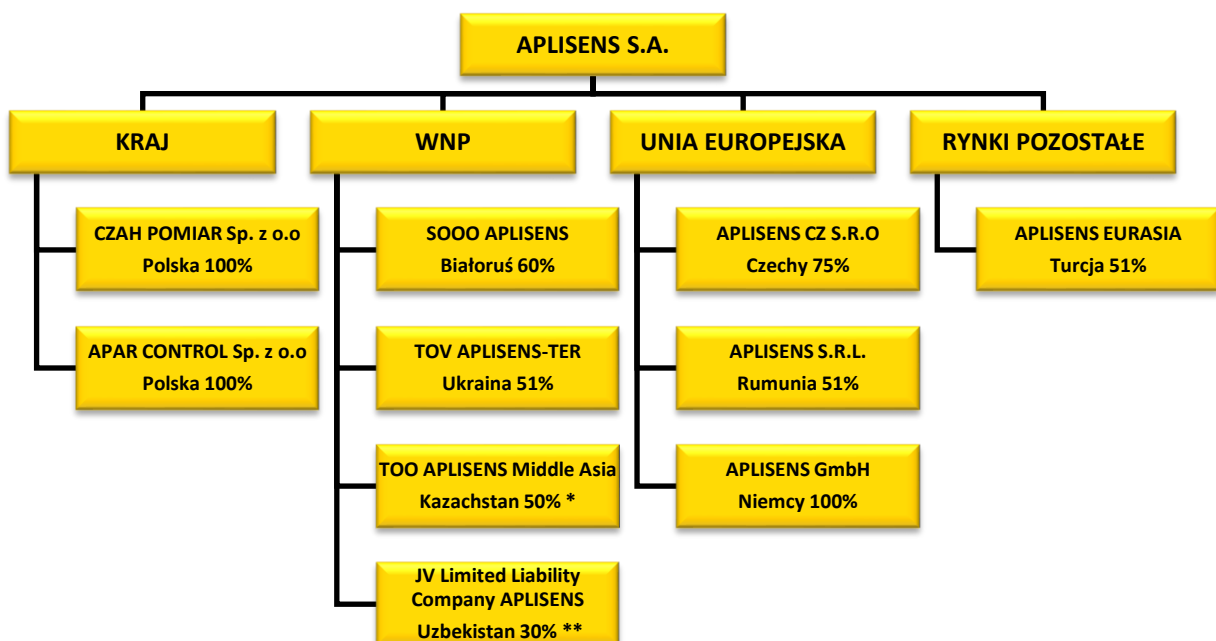 APLISENS S.A.
KRAJ
WNP
UNIA EUROPEJSKA
RYNKI POZOSTAŁE
CZAH POMIAR Sp. z o.o
Polska 100%
APAR CONTROL Sp. z o.o
Polska 100%
SOOO APLISENS
Białoruś 60%
TOV APLISENS-TER
Ukraina 51%
TOO APLISENS Middle Asia
Kazachstan 50% *
JV Limited Liability
Company APLISENS
Uzbekistan 30% **
APLISENS CZ S.R.O
Czechy 75%
APLISENS S.R.L.
Rumunia 51%
APLISENS GmbH
Niemcy 100%
APLISENS EURASIA
Turcja 51%